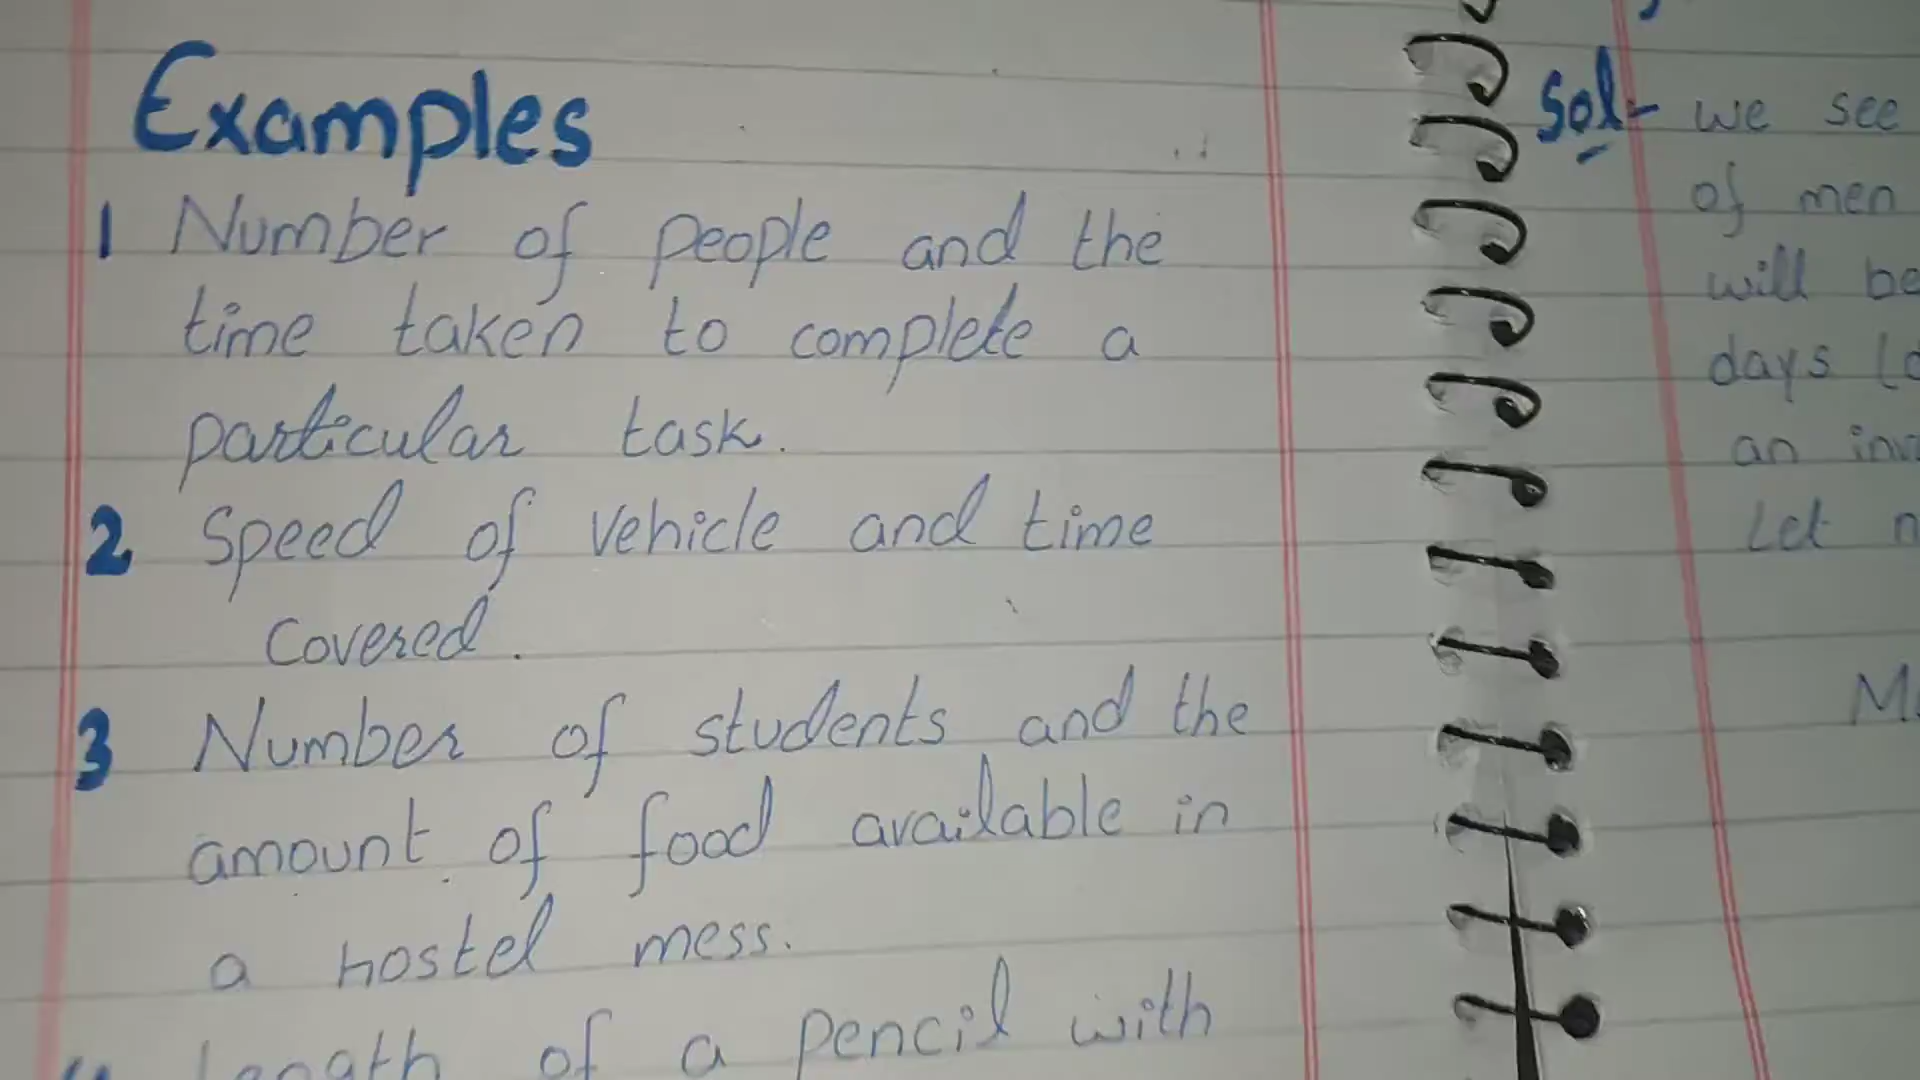 Examples
1 Number of people and the
time taken to complete a
particular task.
2 Speed of vehicle and time
covered.
3 Number of students and the
amount of food available in
a hostel mess.
Length of a pencil with
Sol- we see
of men
will be
days
an
Let